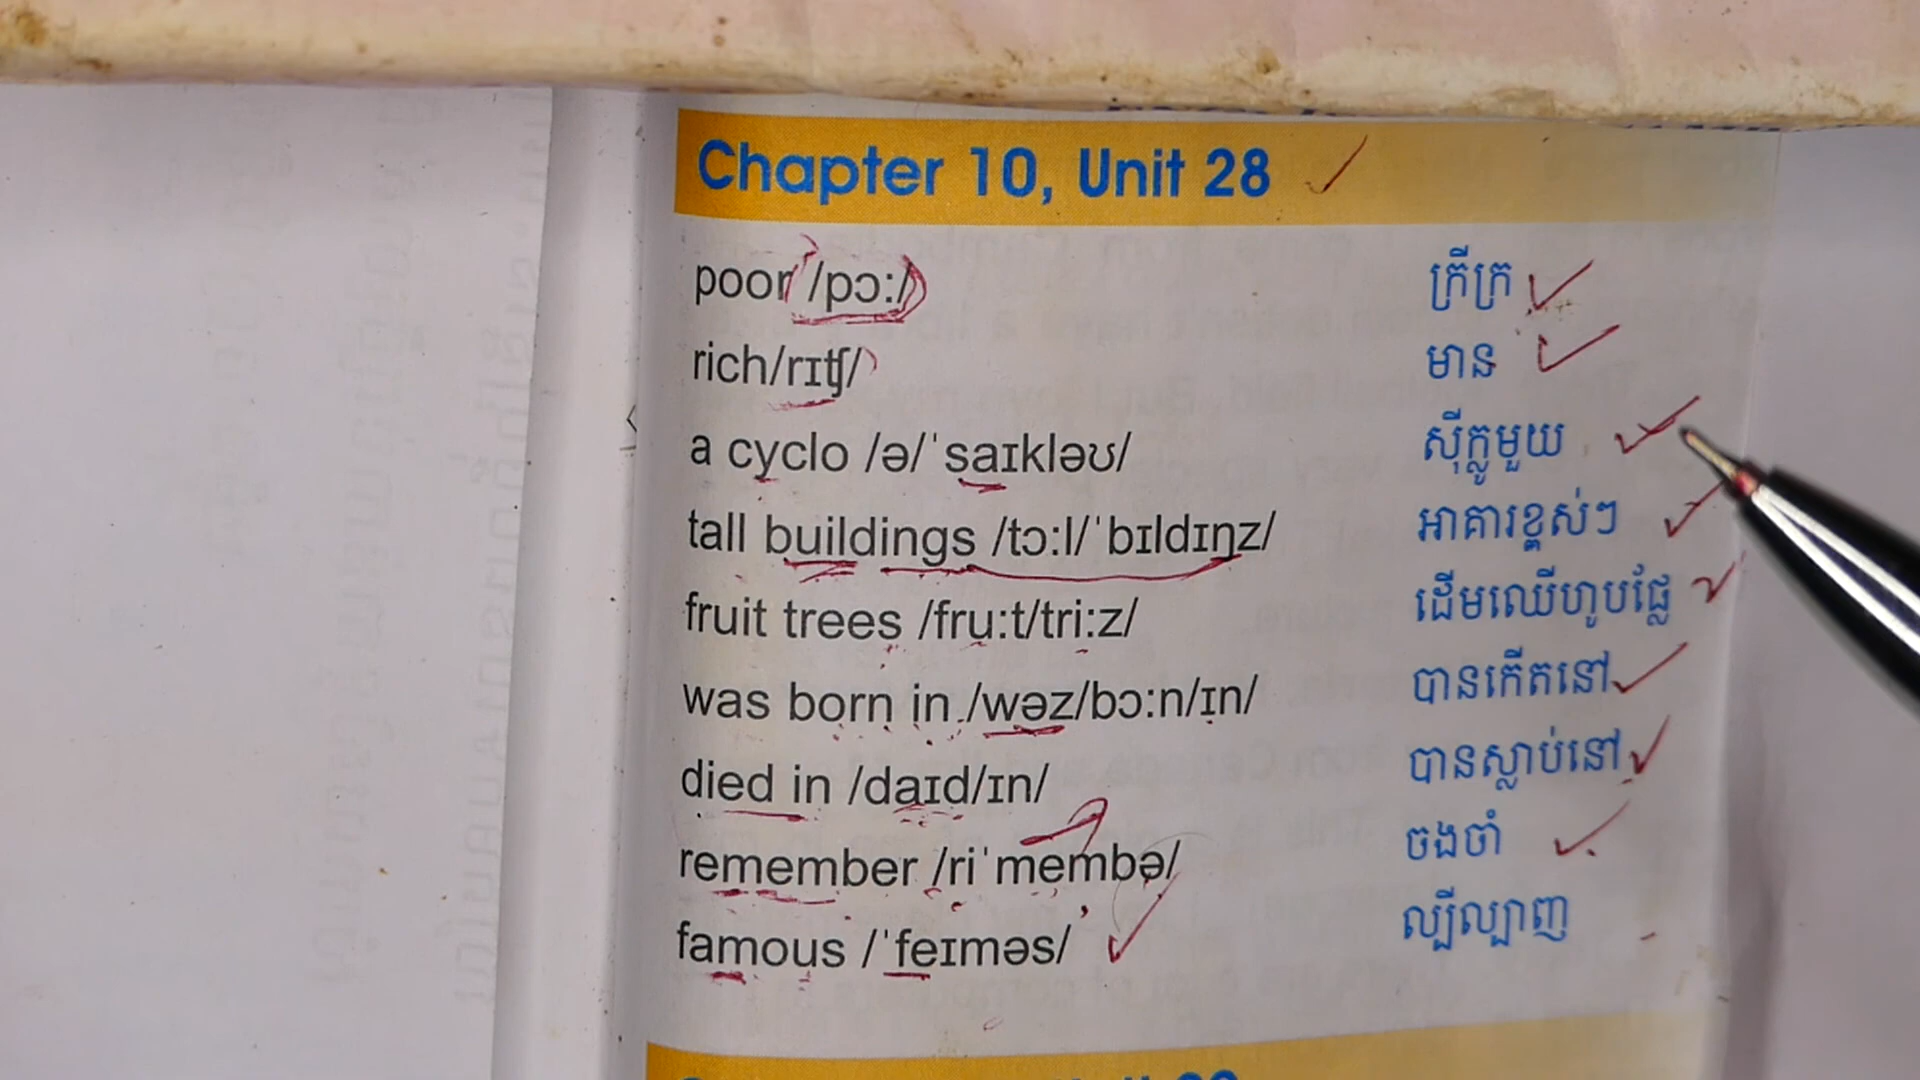 Chapter 10, Unit 28
poor /pɔ:/ ក្រីក្រ
rich/rɪʧ/ មាន
a cyclo /ə/ˈsaɪkləʊ/ ស៊ីក្លូមួយ
tall buildings /tɔ:l/ˈbɪldɪŋz/ អាគារខ្ពស់ៗ
fruit trees /fru:t/tri:z/ ដើមឈើហូបផ្លែ
was born in /wəz/bɔ:n/ɪn/ បានកើតនៅ
died in /daɪd/ɪn/ បានស្លាប់នៅ
remember /riˈmembə/ ចងចាំ
famous /ˈfeɪməs/ ល្បីល្បាញ